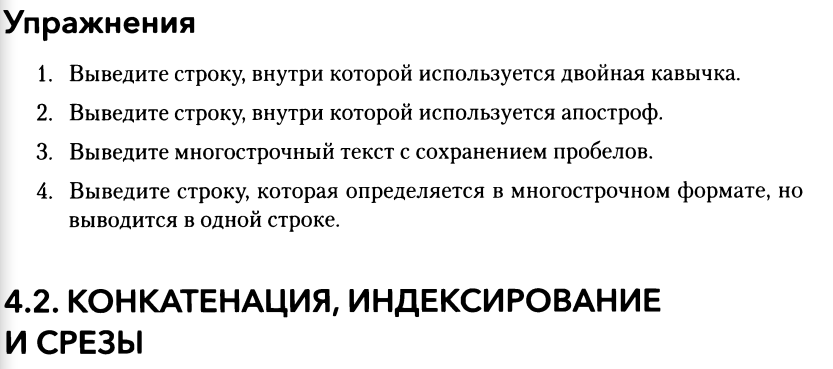 Упражнения
1. Выведите строку, внутри которой используется двойная кавычка.
2. Выведите строку, внутри которой используется апостроф.
3. Выведите многострочный текст с сохранением пробелов.
4. Выведите строку, которая определяется в многострочном формате, но
выводится в одной строке.
4.2. КОНКАТЕНАЦИЯ, ИНДЕКСИРОВАНИЕ
И СРЕЗЫ